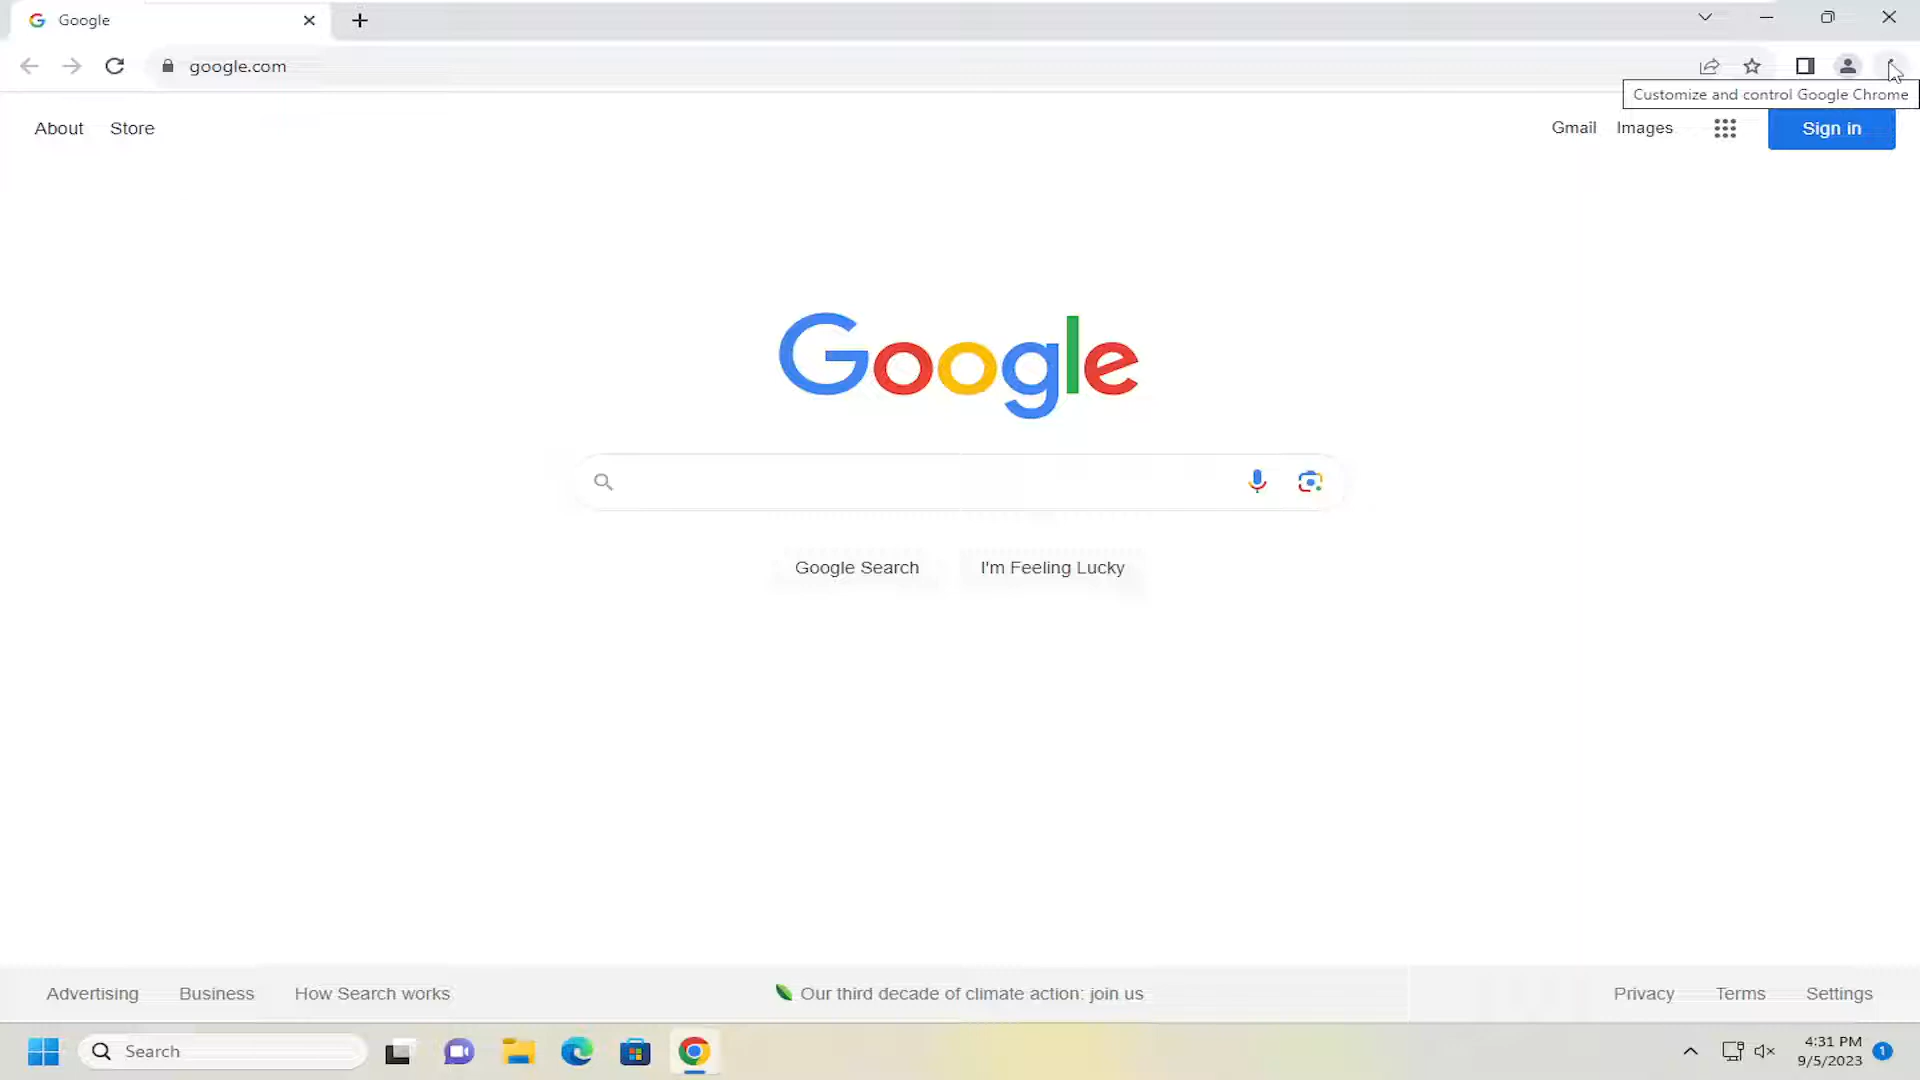 Google
google.com
Customize and control Google Chrome
About Store
Gmail Images Sign in
Google
Google Search I'm Feeling Lucky
Advertising Business How Search works
Our third decade of climate action: join us
Privacy Terms Settings
Search
4:31 PM
9/5/2023
1